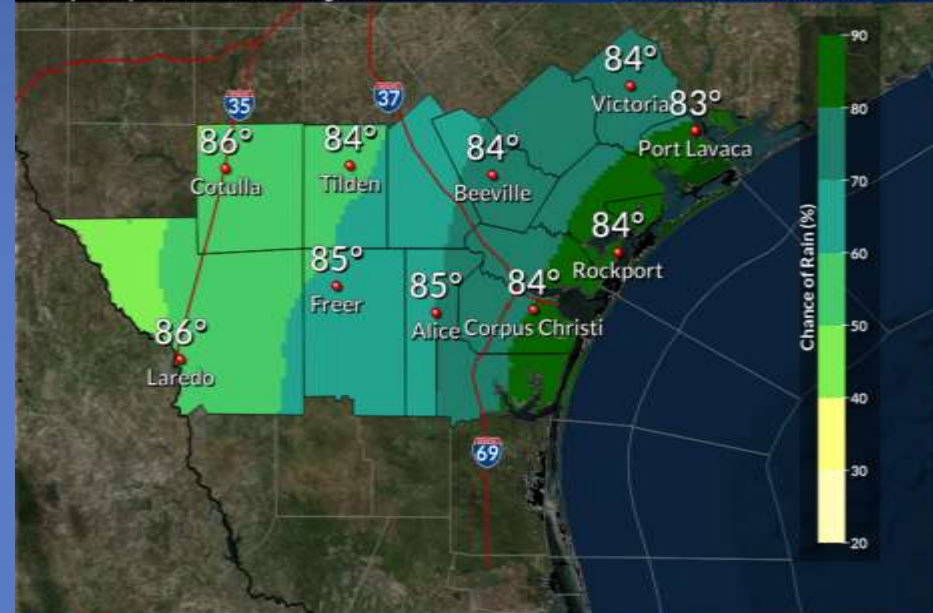 35
37
69
84°
Victoria
83°
Port Lavaca
86°
Cotulla
84°
Tilden
84°
Beeville
84°
Rockport
85°
Freer
85°
Alice
84°
Corpus Christi
86°
Laredo
Chance of Rain (%)
90
80
70
60
50
40
30
20